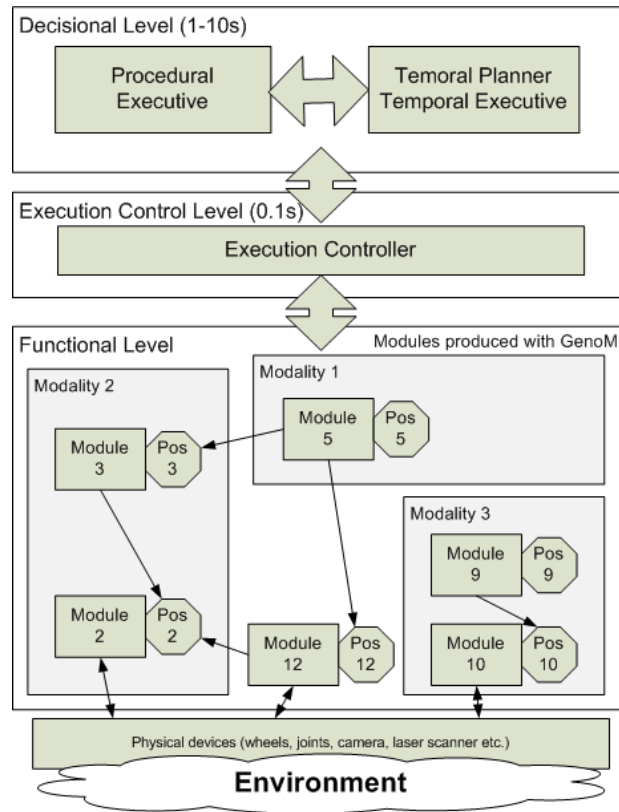 Decisional Level (1-10s)
Procedural
Executive
Temoral Planner
Temporal Executive
Execution Control Level (0.1s)
Execution Controller
Functional Level
Modules produced with GenoM
Modality 2
Modality 1
Module
5
Pos
5
Module
3
Pos
3
Modality 3
Module
9
Pos
9
Module
2
Pos
2
Module
12
Pos
12
Module
10
Pos
10
Physical devices (wheels, joints, camera, laser scanner etc.)
Environment